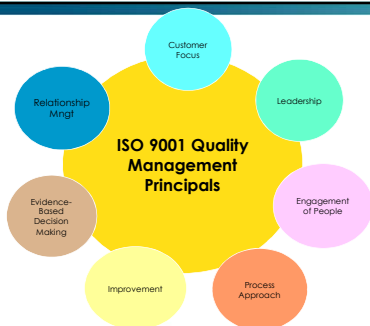 Customer
Focus
Leadership
Relationship
Mngt
ISO 9001 Quality
Management
Principals
Engagement
of People
Evidence-
Based
Decision
Making
Improvement
Process
Approach